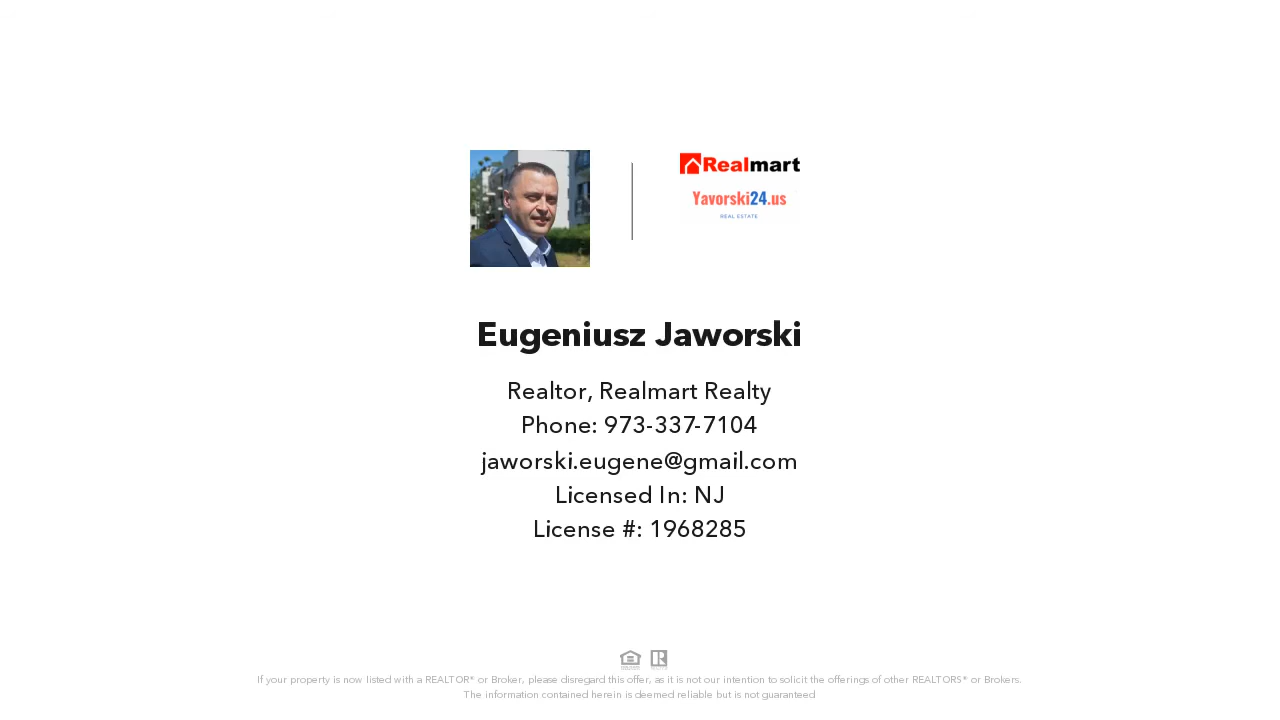 Realmart
Yavorski24.us
REAL ESTATE
Eugeniusz Jaworski
Realtor, Realmart Realty
Phone: 973-337-7104
jaworski.eugene@gmail.com
Licensed In: NJ
License #: 1968285
If your property is now listed with a REALTOR® or Broker, please disregard this offer, as it is not our intention to solicit the offerings of other REALTORS® or Brokers.
The information contained herein is deemed reliable but is not guaranteed